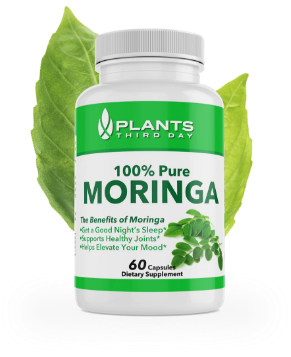 PLANTS
THIRD DAY
100% Pure
MORINGA
The Benefits of Moringa
•Get a Good Night's Sleep*
•Supports Healthy Joints*
•Helps Elevate Your Mood*
60 Capsules
Dietary Supplement